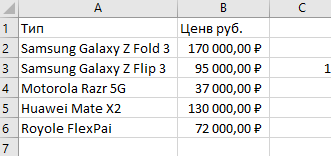 A B C
1 Тип Ценв руб.
2 Samsung Galaxy Z Fold 3 170 000,00 ₽
3 Samsung Galaxy Z Flip 3 95 000,00 ₽ 1
4 Motorola Razr 5G 37 000,00 ₽
5 Huawei Mate X2 130 000,00 ₽
6 Royole FlexPai 72 000,00 ₽
7